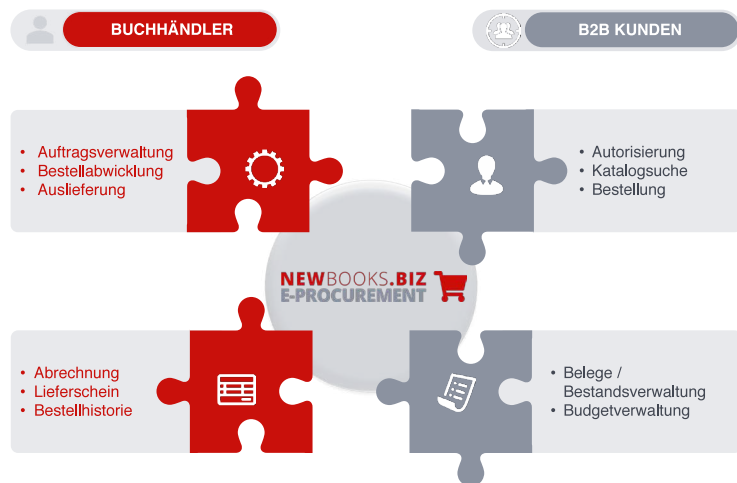 BUCHHÄNDLER
B2B KUNDEN
• Auftragsverwaltung
• Bestellabwicklung
• Auslieferung
• Autorisierung
• Katalogsuche
• Bestellung
NEWBOOKS.BIZ
E-PROCUREMENT
• Abrechnung
• Lieferschein
• Bestellhistorie
• Belege /
Bestandsverwaltung
• Budgetverwaltung